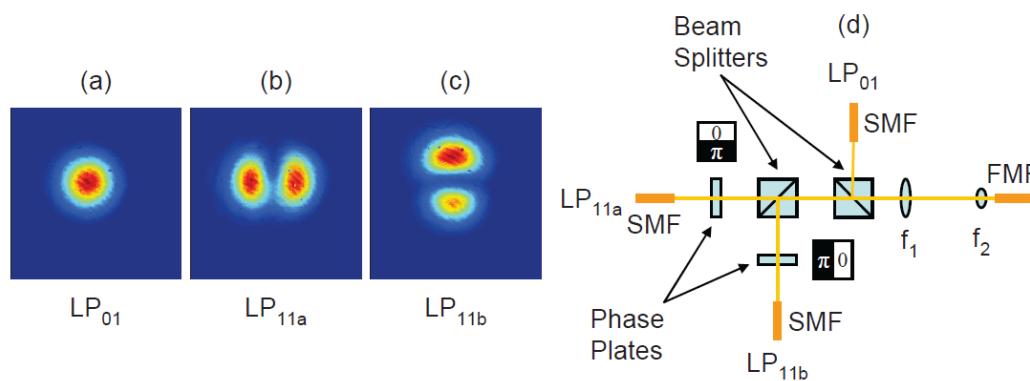 (a)
(b)
(c)
LP01
LP11a
LP11b
(d)
Beam
Splitters
LP01
SMF
0
π
FMF
LP11a
SMF
f1
f2
π 0
Phase
Plates
SMF
LP11b